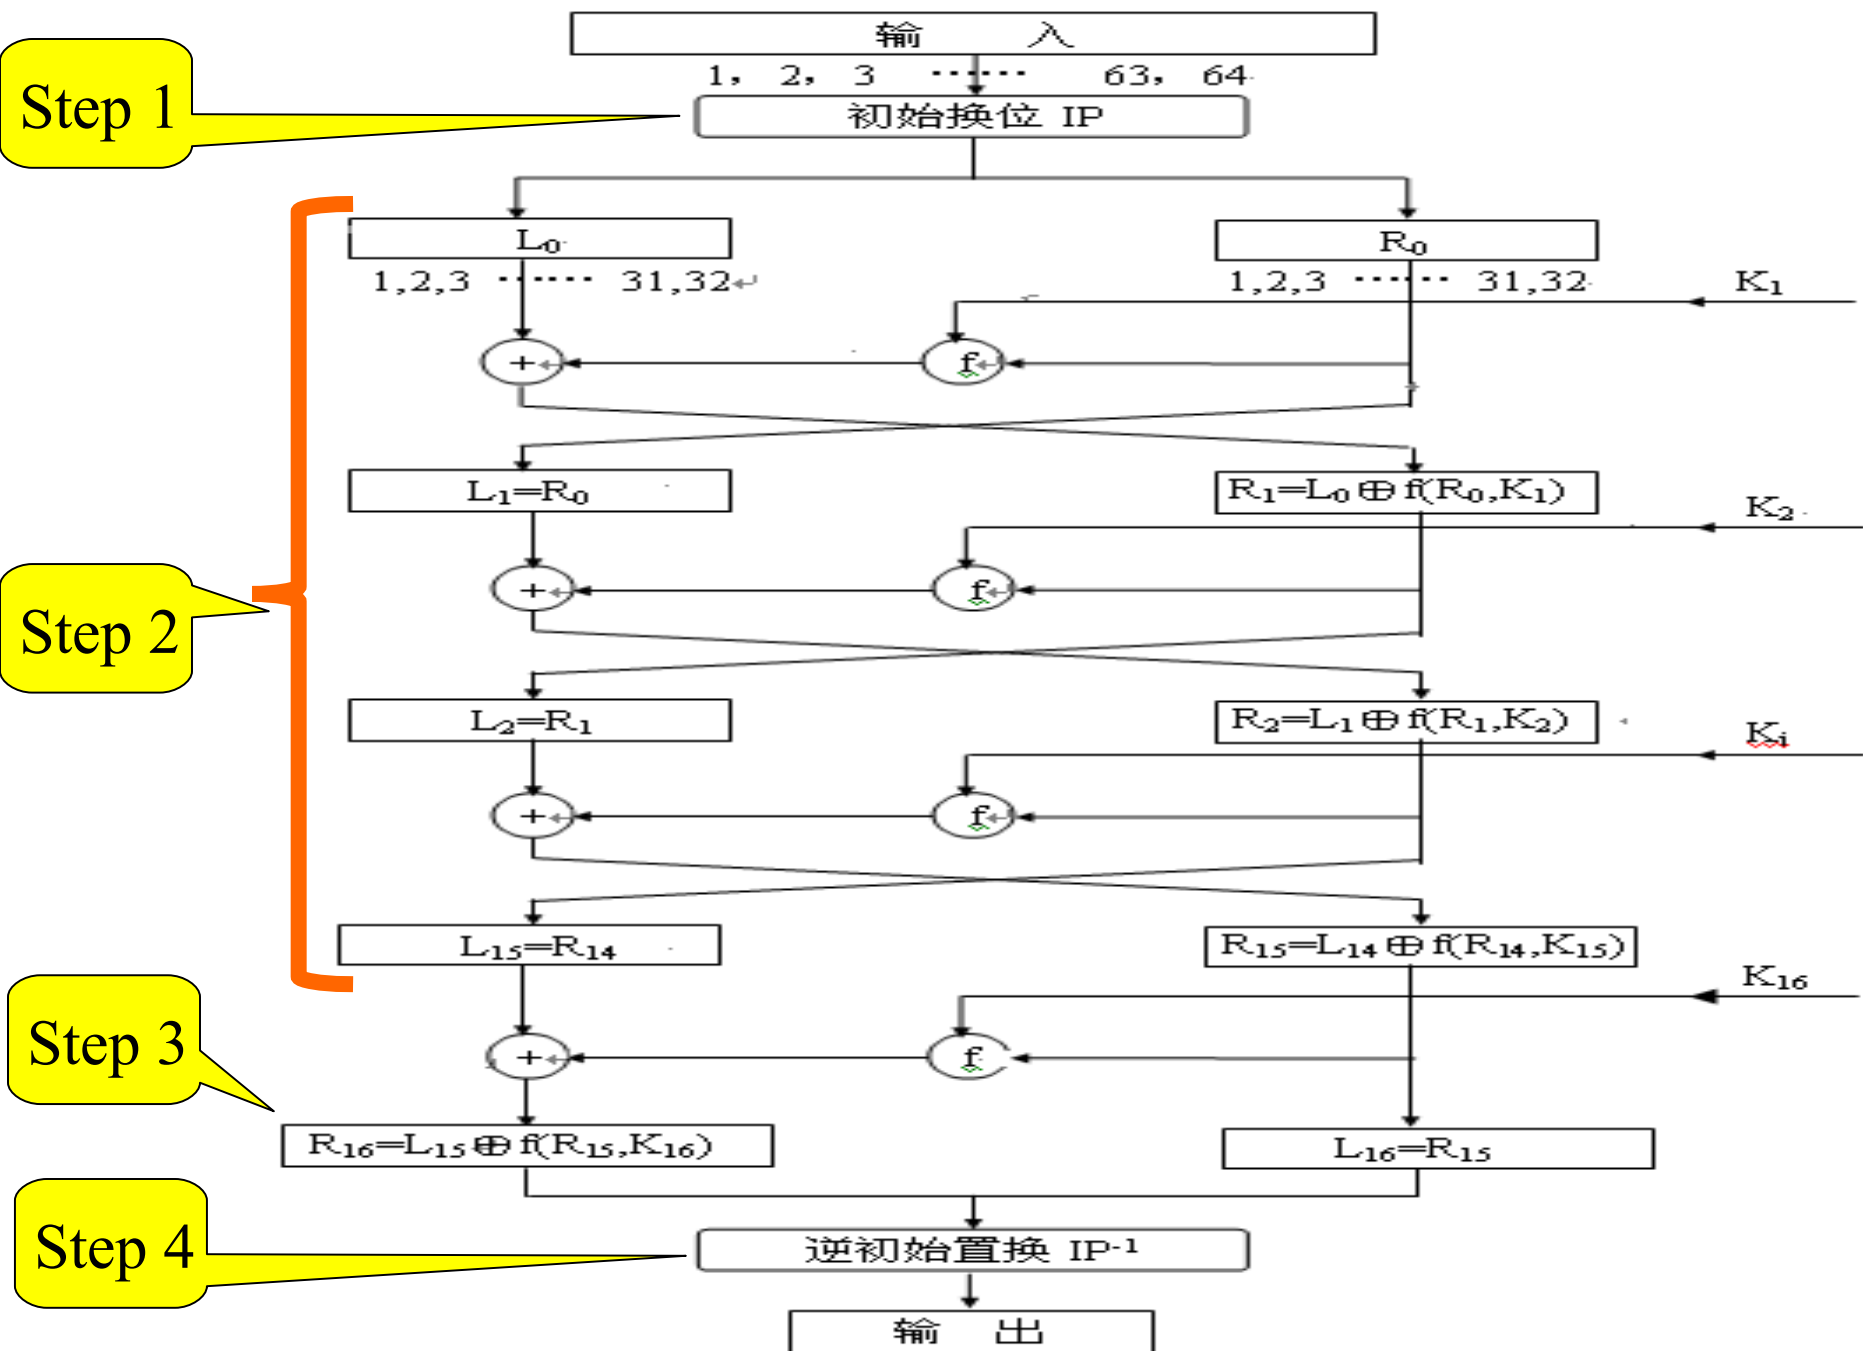 输 入
1, 2, 3 ······ 63, 64
Step 1
初始换位 IP
L₀
R₀
1,2,3 ······ 31,32
1,2,3 ······ 31,32
K₁
+
f
L₁=R₀
R₁=L₀⊕f(R₀,K₁)
K₂
+
f
Step 2
L₂=R₁
R₂=L₁⊕f(R₁,K₂)
Kᵢ
+
f
L₁₅=R₁₄
R₁₅=L₁₄⊕f(R₁₄,K₁₅)
K₁₆
Step 3
+
f
R₁₆=L₁₅⊕f(R₁₅,K₁₆)
L₁₆=R₁₅
Step 4
逆初始置换 IP⁻¹
输 出